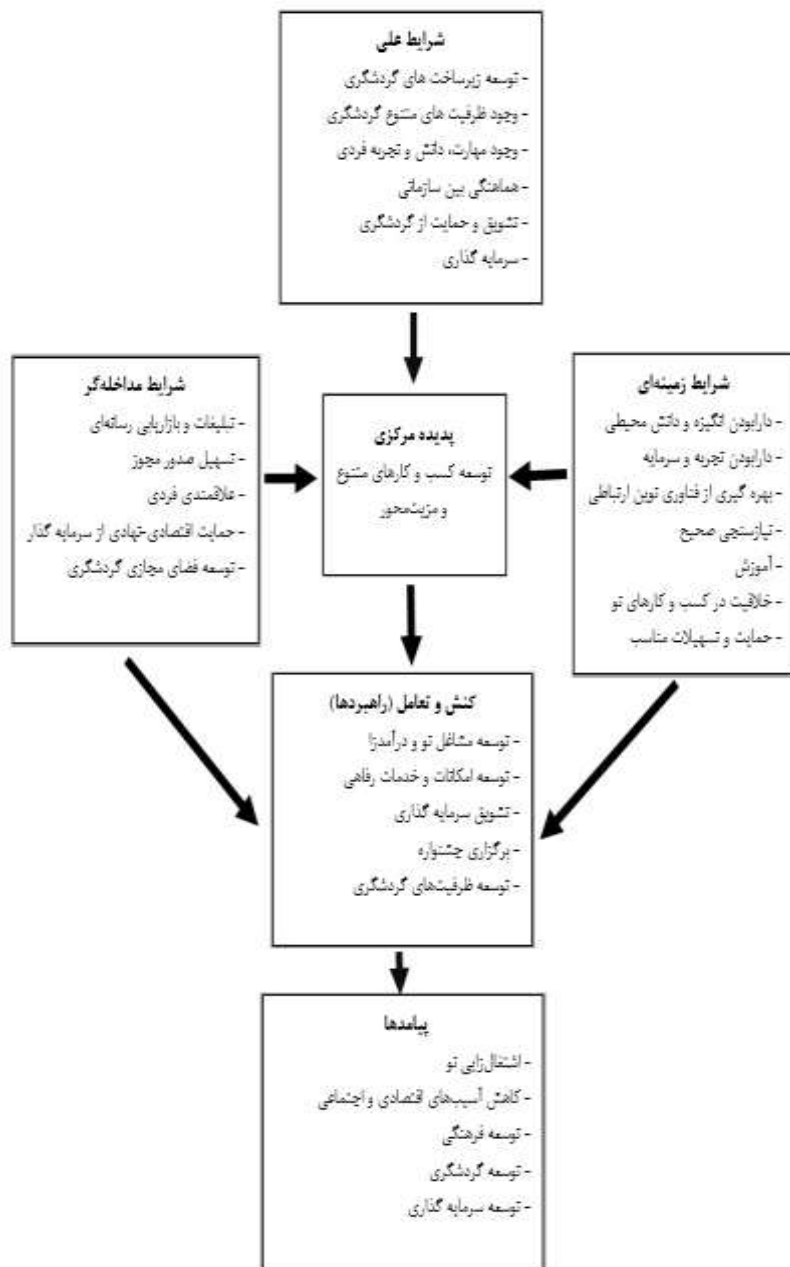 شرایط علی
- توسعه زیرساخت های گردشگری
- وجود ظرفیت های متنوع گردشگری
- وجود مهارت، دانش و تجربه فردی
- هماهنگی بین سازمانی
- تشویق و حمایت از گردشگری
- سرمایه گذاری
شرایط زمینه‌ای
- دارابودن انگیزه و دانش محیطی
- دارابودن تجربه و سرمایه
- بهره گیری از فناوری نوین ارتباطی
- نیازسنجی صحیح
- آموزش
- خلاقیت در کسب و کارهای نو
- حمایت و تسهیلات مناسب
پدیده مرکزی
توسعه کسب و کارهای متنوع
و مزیت‌محور
شرایط مداخله‌گر
- تبلیغات و بازاریابی رسانه‌ای
- تسهیل صدور مجوز
- علاقمندی فردی
- حمایت اقتصادی-نهادی از سرمایه گذار
- توسعه فضای مجازی گردشگری
کنش و تعامل (راهبردها)
- توسعه مشاغل نو و درآمدزا
- توسعه امکانات و خدمات رفاهی
- تشویق سرمایه گذاری
- برگزاری جشنواره
- توسعه ظرفیت‌های گردشگری
پیامدها
- اشتغال‌زایی نو
- کاهش آسیب‌های اقتصادی و اجتماعی
- توسعه فرهنگی
- توسعه گردشگری
- توسعه سرمایه گذاری